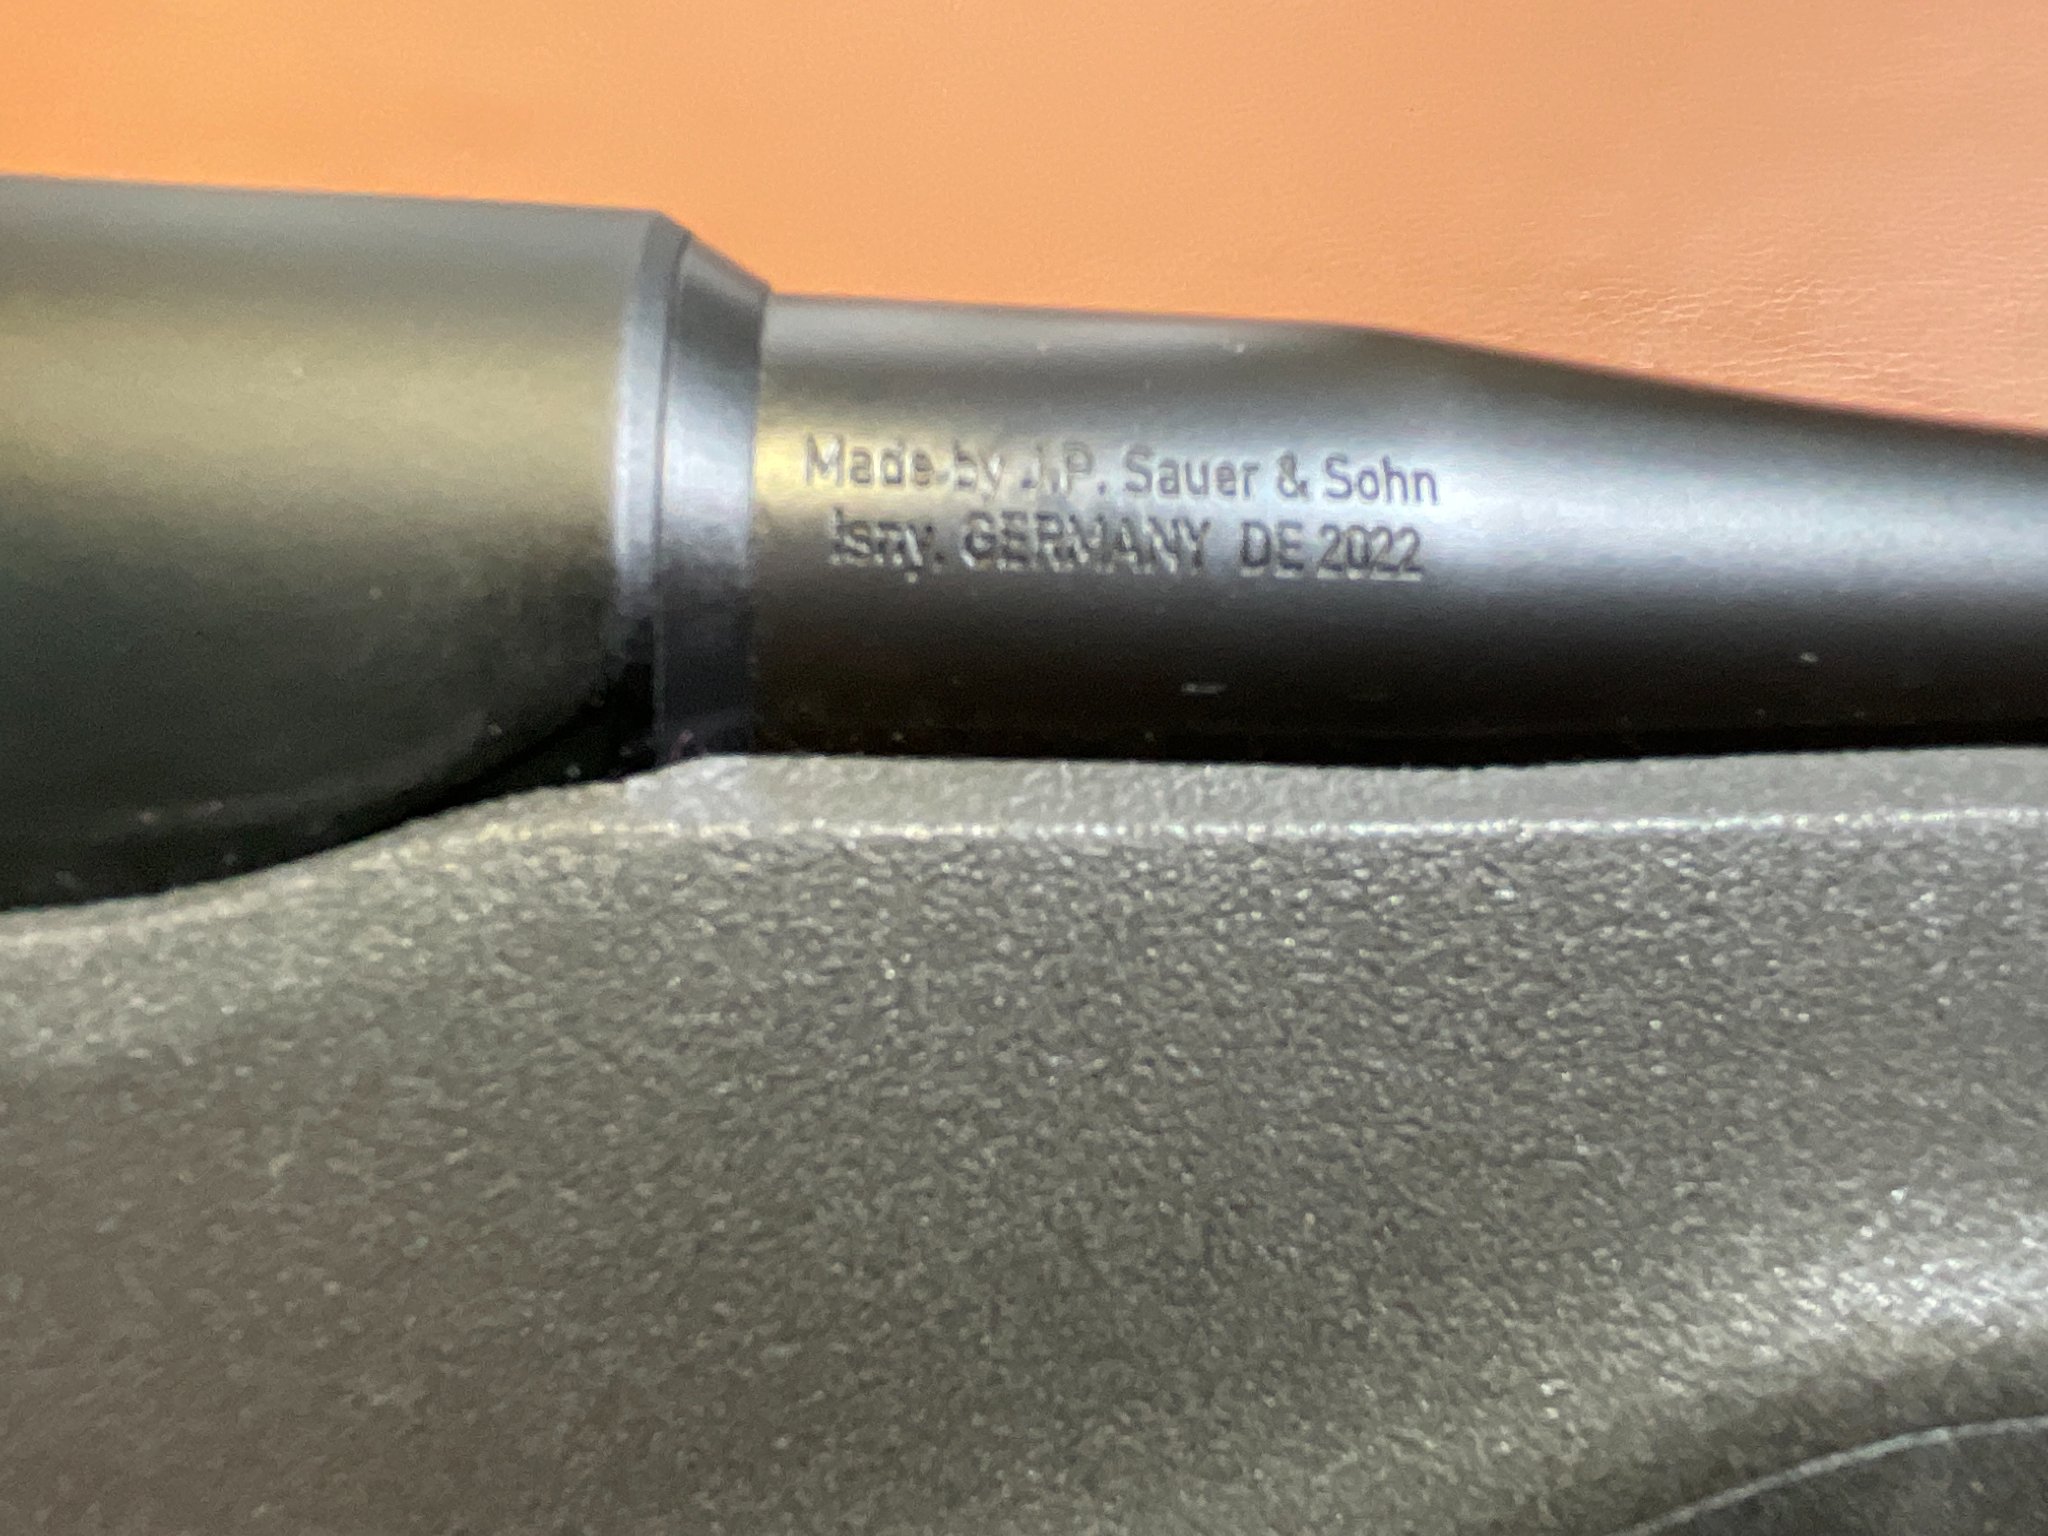 Made by J.P. Sauer & Sohn
Isny. GERMANY DE 2022